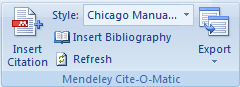 Style: Chicago Manua...
Insert Citation
Insert Bibliography
Refresh
Export
Mendeley Cite-O-Matic